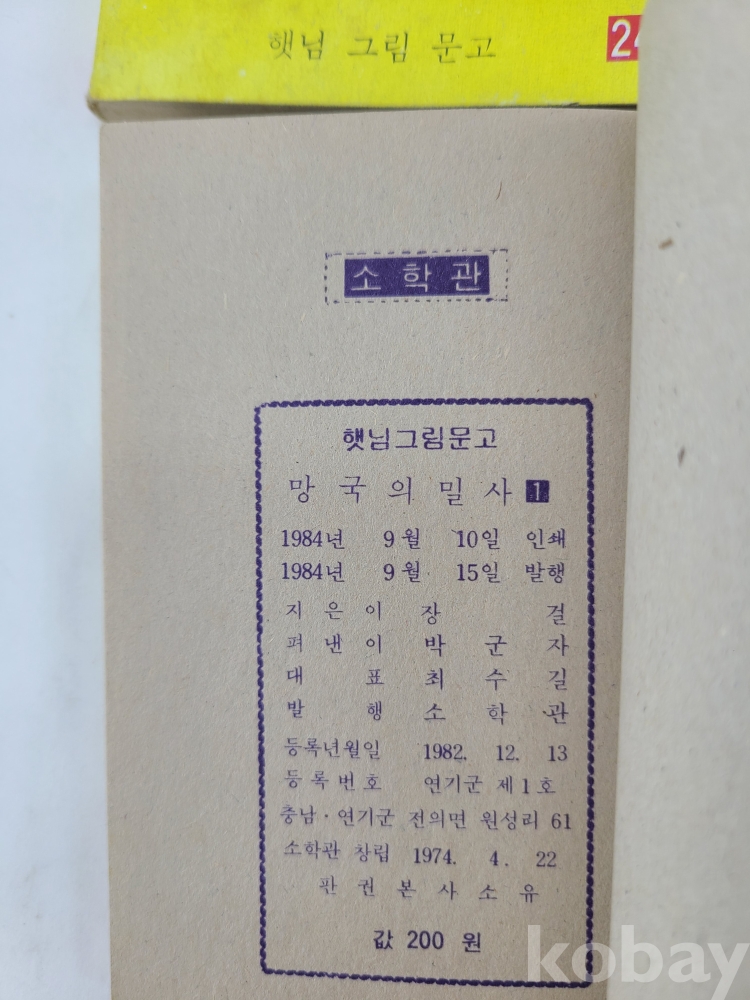 햇님 그림 문고
소학관
햇님그림문고
망국의밀사 1
1984년 9월 10일 인쇄
1984년 9월 15일 발행
지은이 장걸
펴낸이 박군자
대표 최수길
발행 소학관
등록년월일 1982. 12. 13
등록번호 연기군 제1호
충남·연기군 전의면 원성리 61
소학관 창립 1974. 4. 22
판권본사소유
값 200 원
kobay